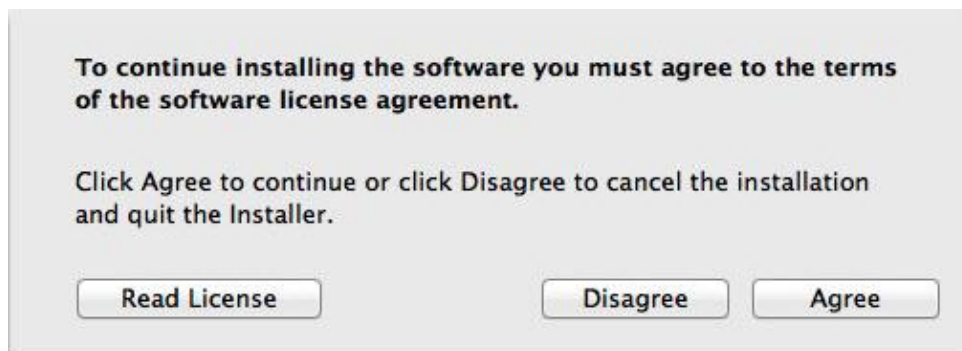 To continue installing the software you must agree to the terms
of the software license agreement.
Click Agree to continue or click Disagree to cancel the installation
and quit the Installer.
Read License
Disagree
Agree